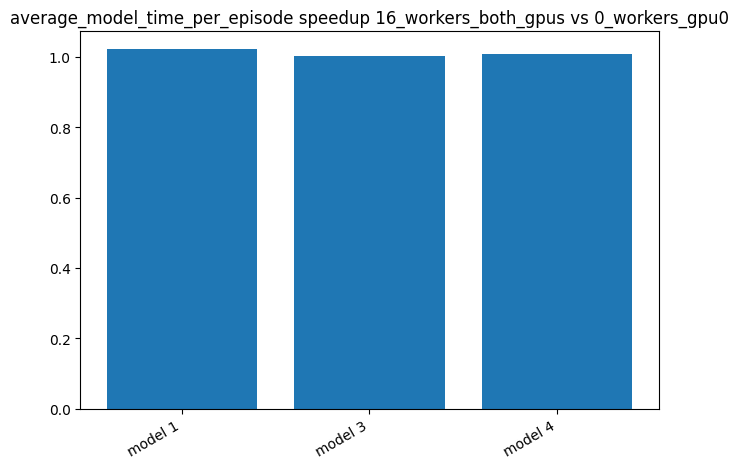 average_model_time_per_episode speedup 16_workers_both_gpus vs 0_workers_gpu0
1.0
0.8
0.6
0.4
0.2
0.0
model 1
model 3
model 4